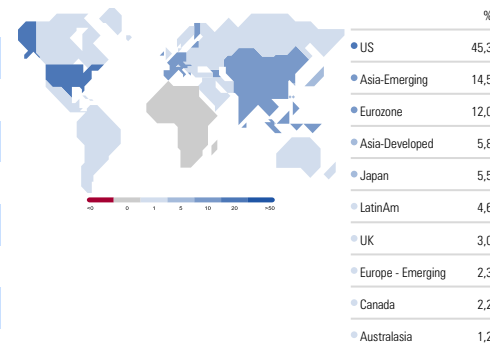 %
US 45,3
Asia-Emerging 14,5
Eurozone 12,0
Asia-Developed 5,8
Japan 5,5
LatinAm 4,6
UK 3,0
Europe - Emerging 2,3
Canada 2,2
Australasia 1,2
<0 0 1 5 10 20 >50